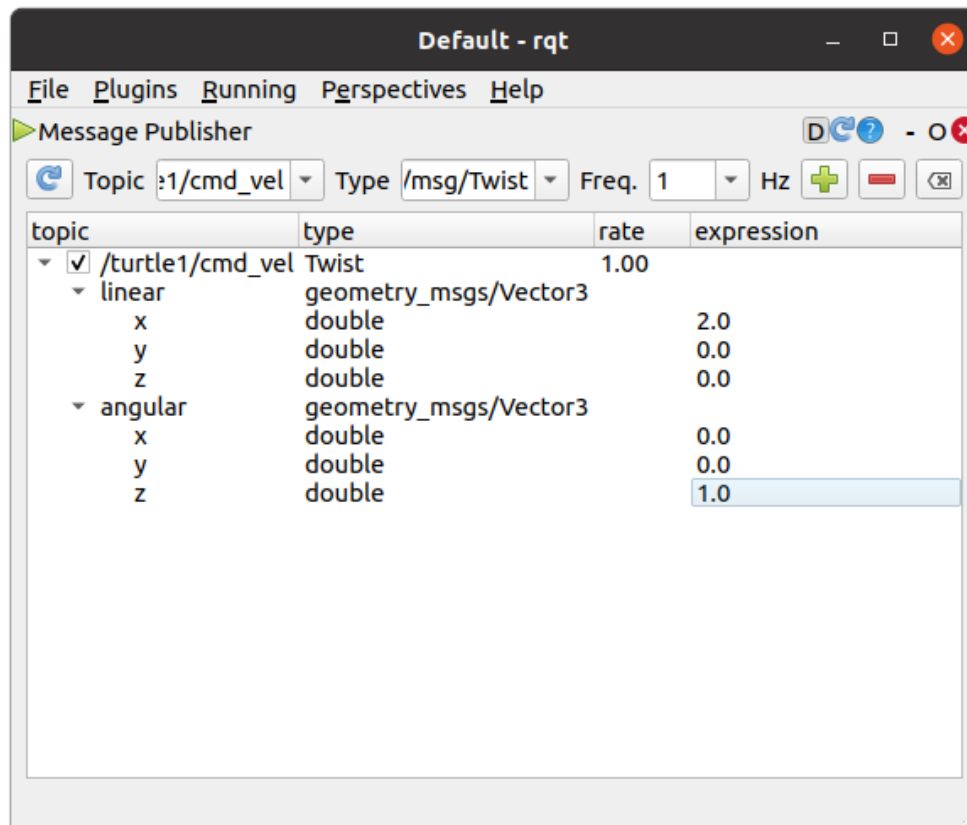 Default - rqt
File Plugins Running Perspectives Help
Message Publisher D ? - O
Topic e1/cmd_vel Type /msg/Twist Freq. 1 Hz
topic type rate expression
/turtle1/cmd_vel Twist 1.00
linear geometry_msgs/Vector3
x double 2.0
y double 0.0
z double 0.0
angular geometry_msgs/Vector3
x double 0.0
y double 0.0
z double 1.0